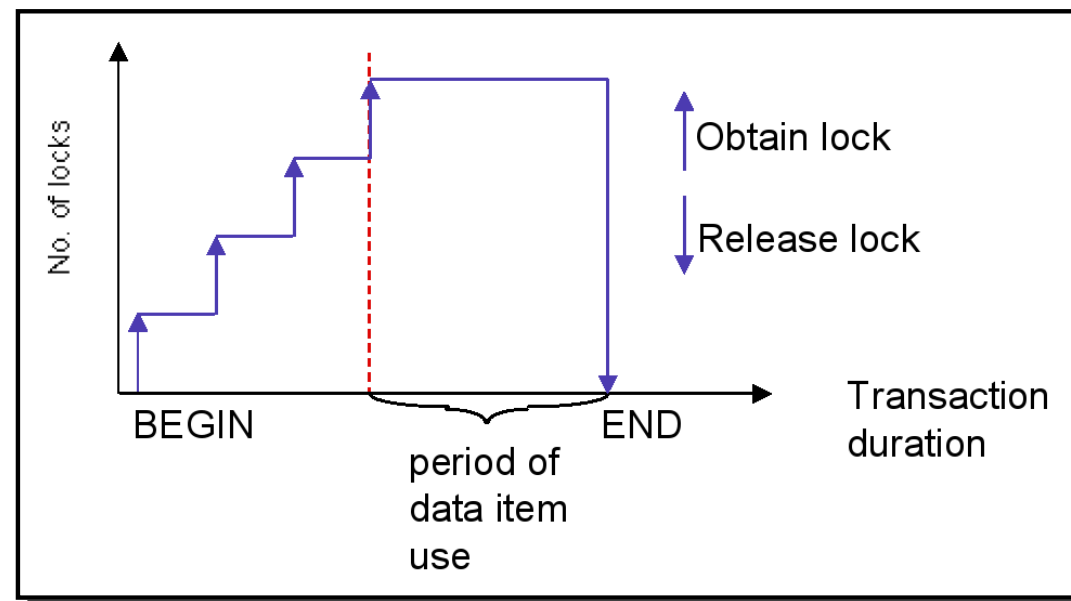 No. of locks
Obtain lock
Release lock
BEGIN
END
Transaction
duration
period of
data item
use